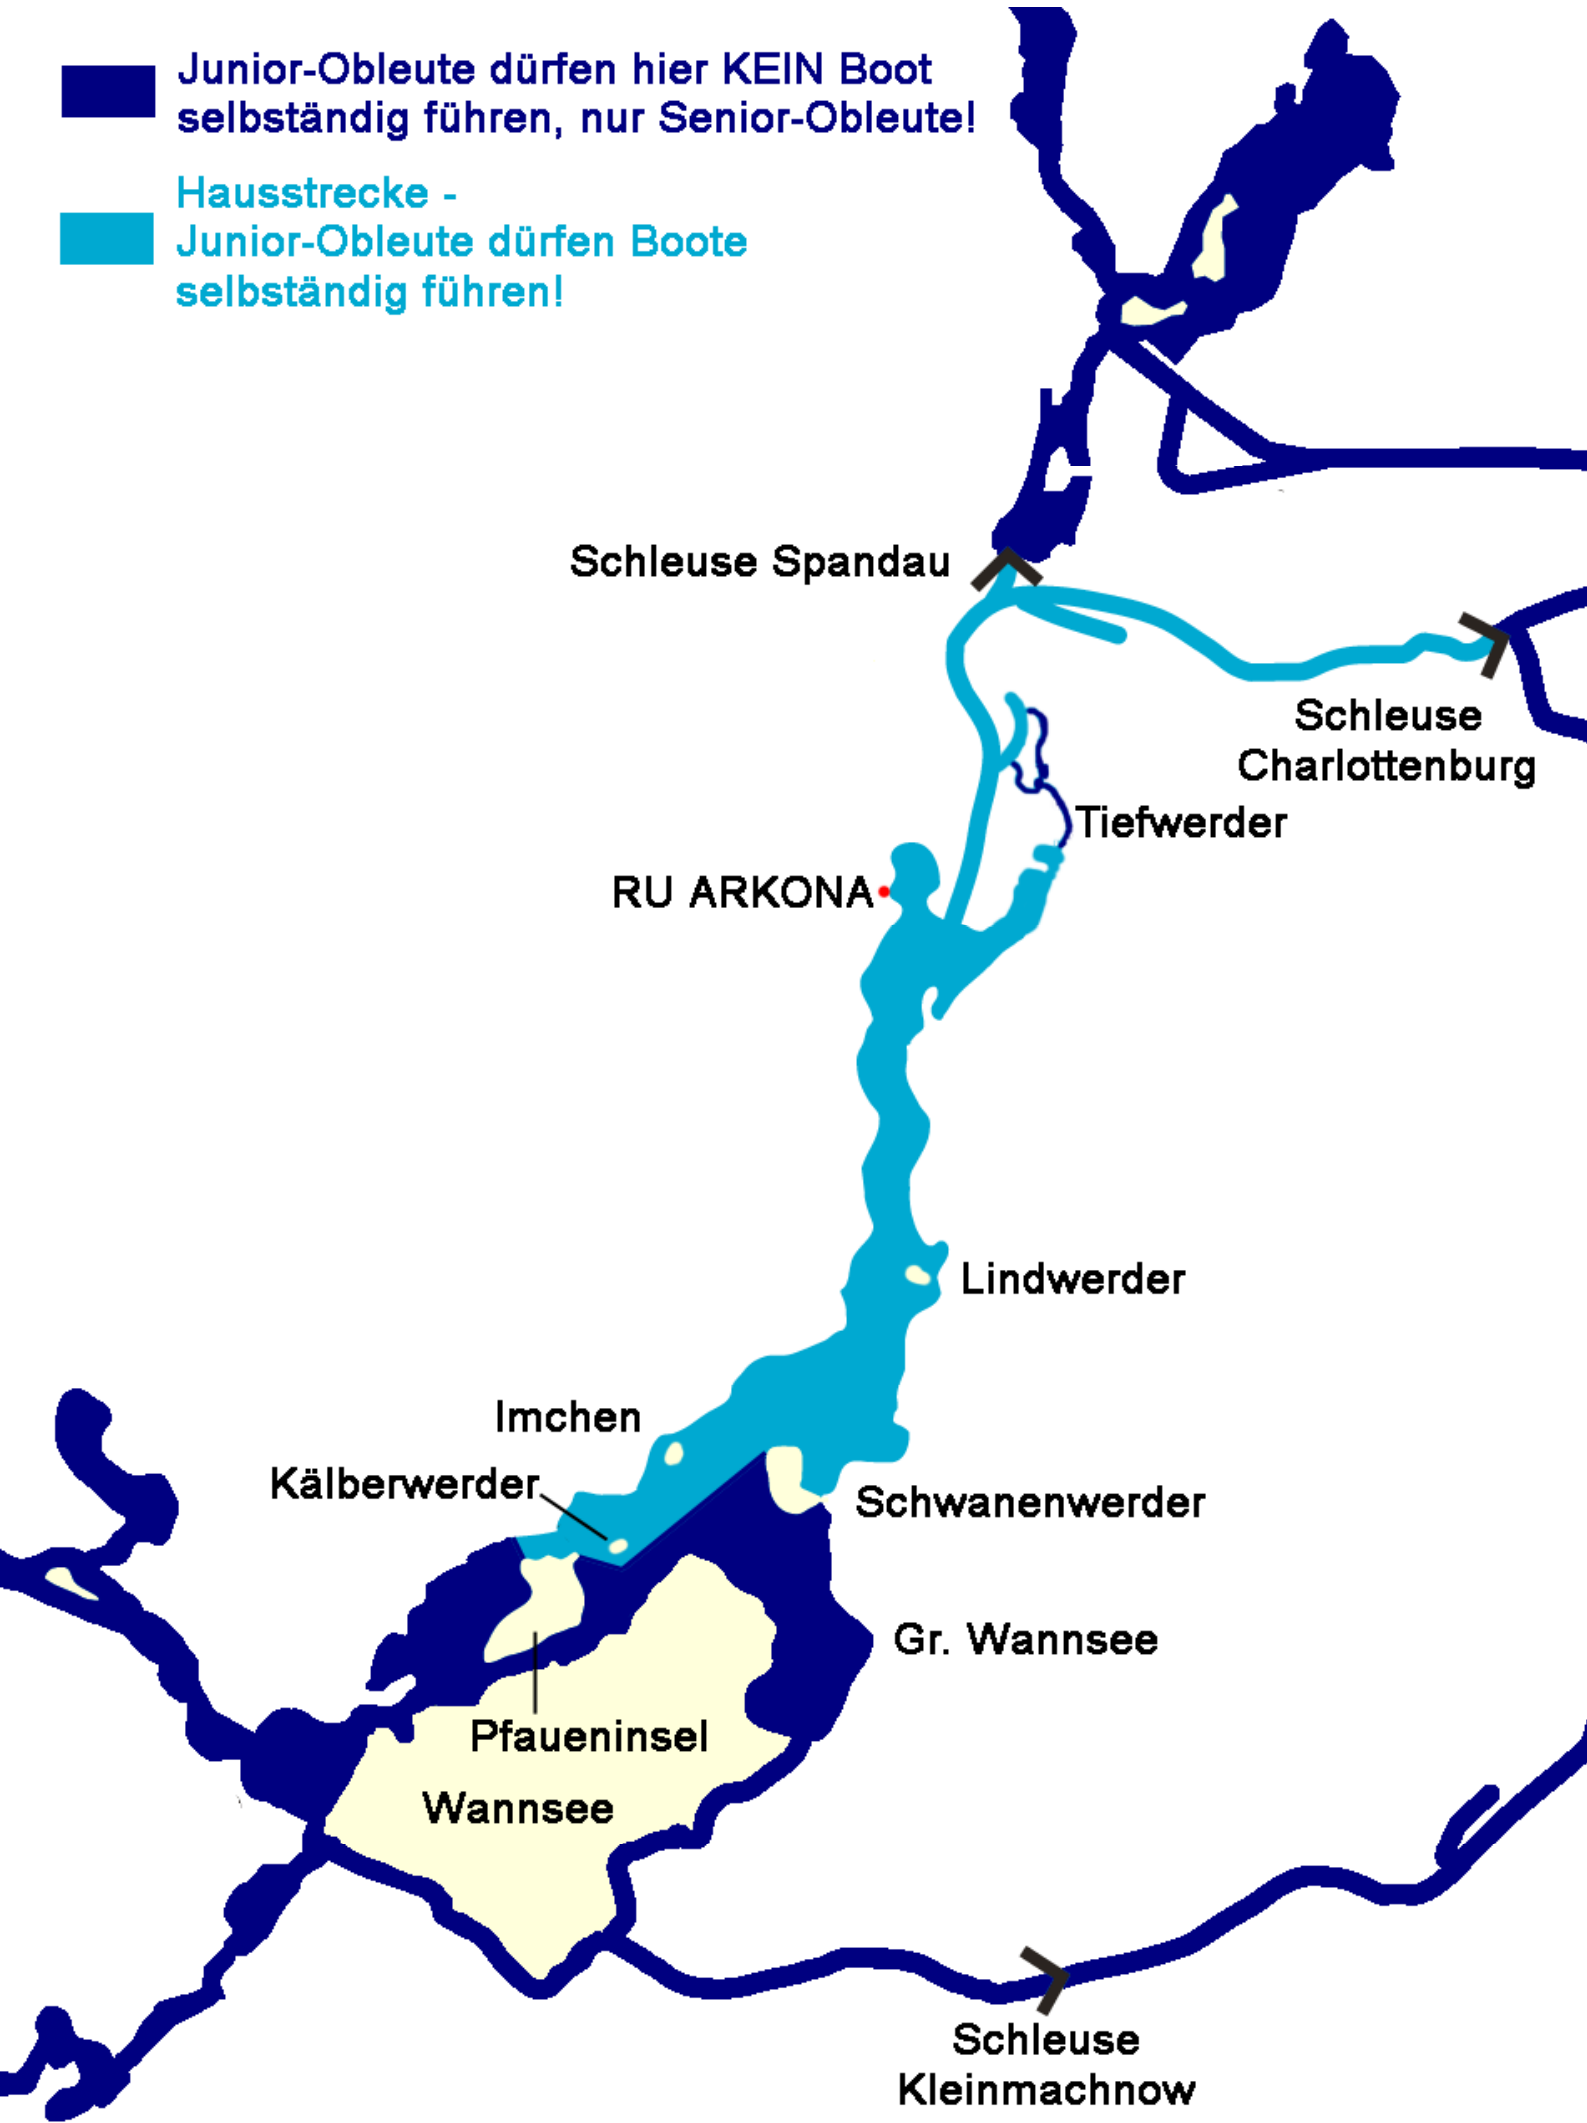 Junior-Obleute dürfen hier KEIN Boot
selbständig führen, nur Senior-Obleute!
Hausstrecke -
Junior-Obleute dürfen Boote
selbständig führen!
Schleuse Spandau
Schleuse
Charlottenburg
Tiefwerder
RU ARKONA
Lindwerder
Imchen
Kälberwerder
Schwanenwerder
Gr. Wannsee
Pfaueninsel
Wannsee
Schleuse
Kleinmachnow